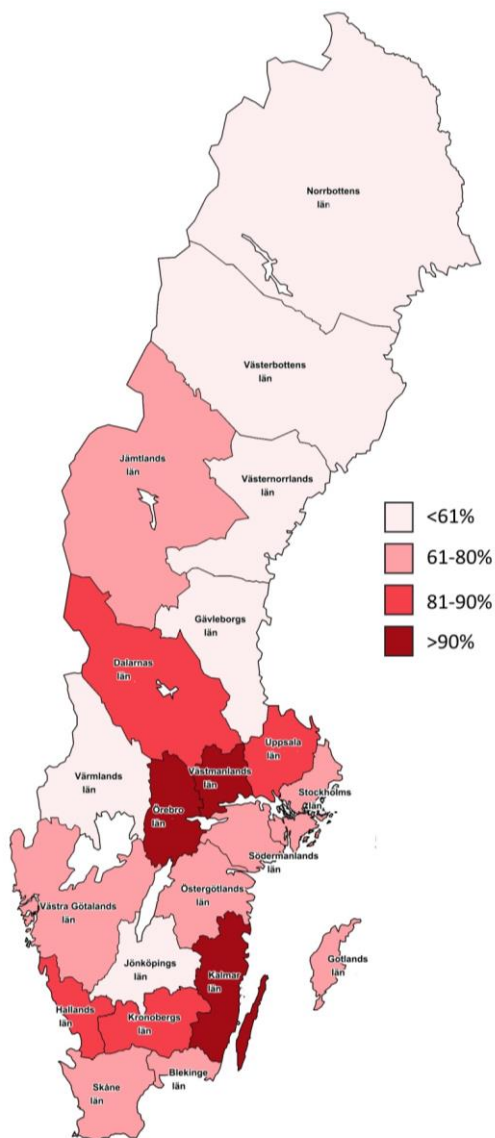 Norrbottens
län
Västerbottens
län
Jämtlands
län
Västernorrlands
län
<61%
61-80%
81-90%
>90%
Gävleborgs
län
Dalarnas
län
Uppsala
län
Värmlands
län
Västmanlands
län
Stockholms
län
Örebro
län
Södermanlands
län
Östergötlands
län
Västra Götalands
län
Gotlands
län
Jönköpings
län
Kalmar
län
Hallands
län
Kronobergs
län
Blekinge
län
Skåne
län